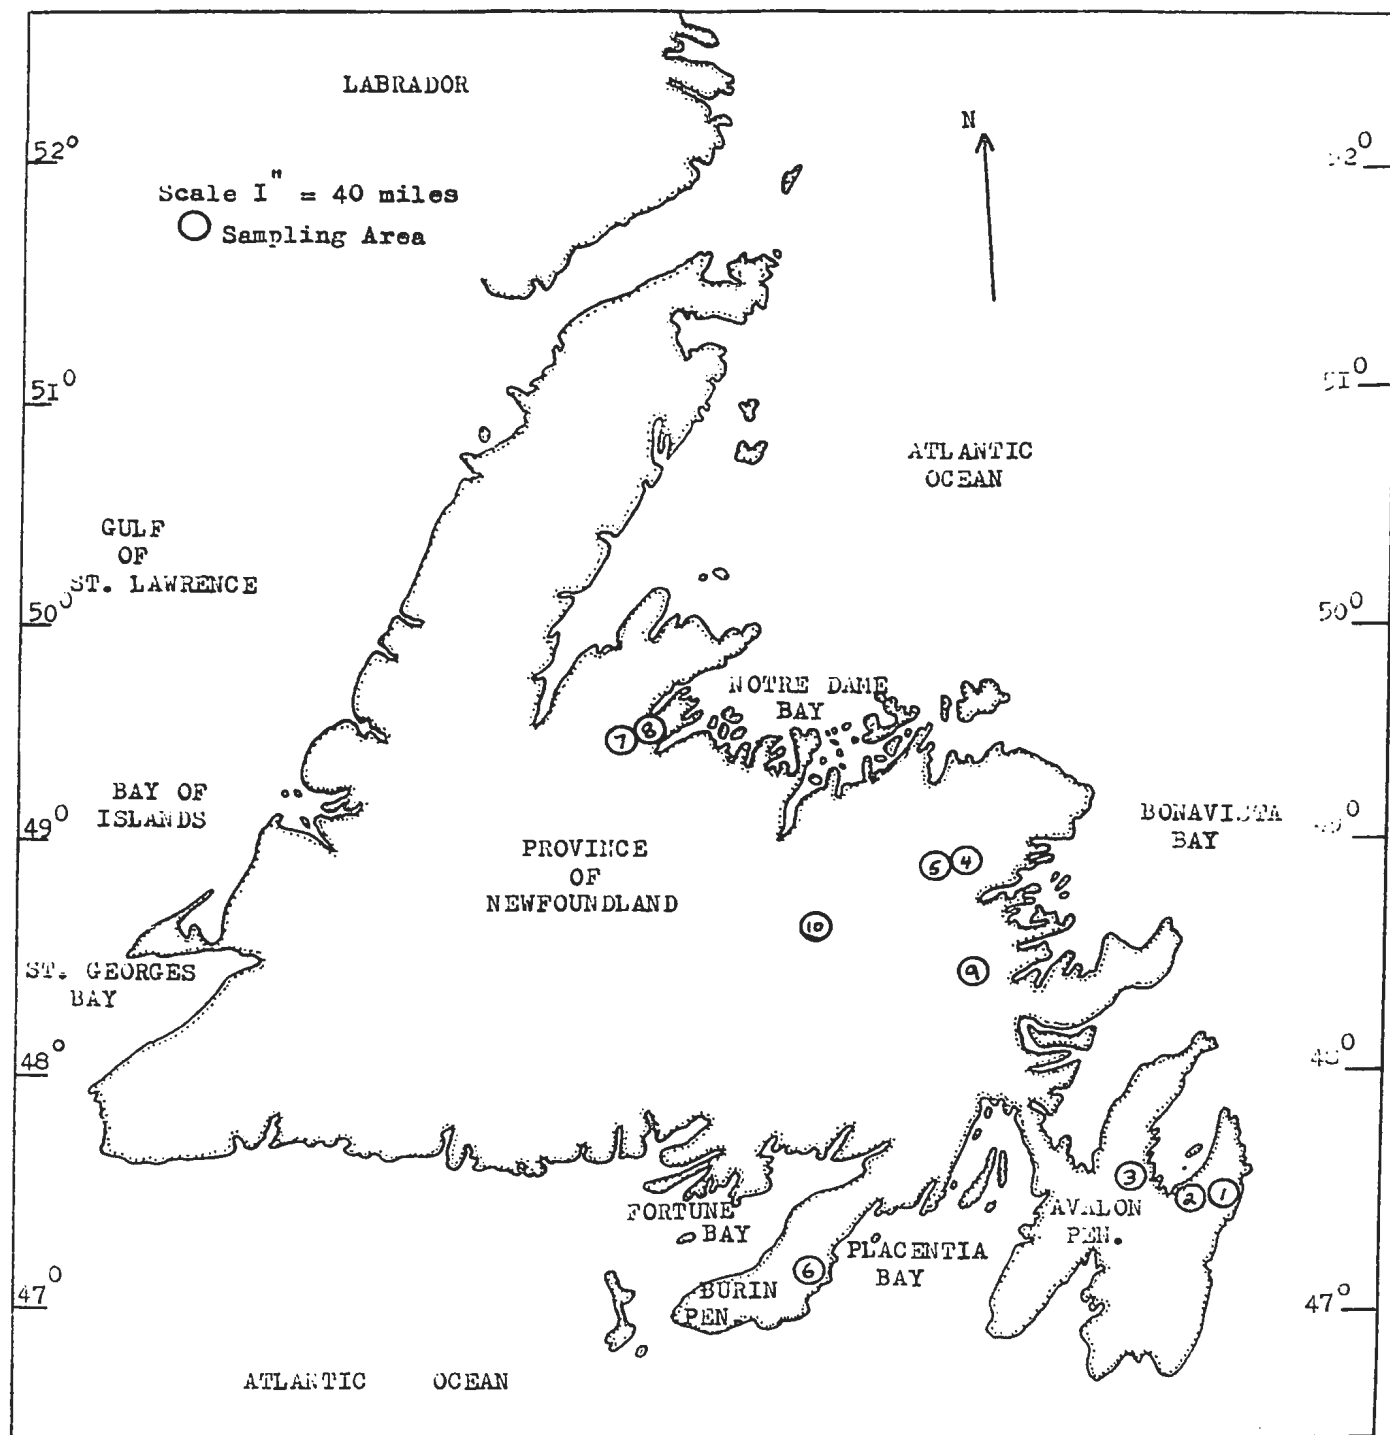 LABRADOR
N
52°
Scale I" = 40 miles
Sampling Area
51°
ATLANTIC
OCEAN
GULF
OF
ST. LAWRENCE
50°
50°
NOTRE DAME
BAY
8
7
BAY OF
ISLANDS
49°
BONAVISTA
BAY
PROVINCE
OF
NEWFOUNDLAND
5
4
10
9
ST. GEORGES
BAY
48°
3
2
1
AVALON
PEN.
FORTUNE
BAY
PLACENTIA
BAY
6
BURIN
PEN.
47°
47°
ATLANTIC OCEAN